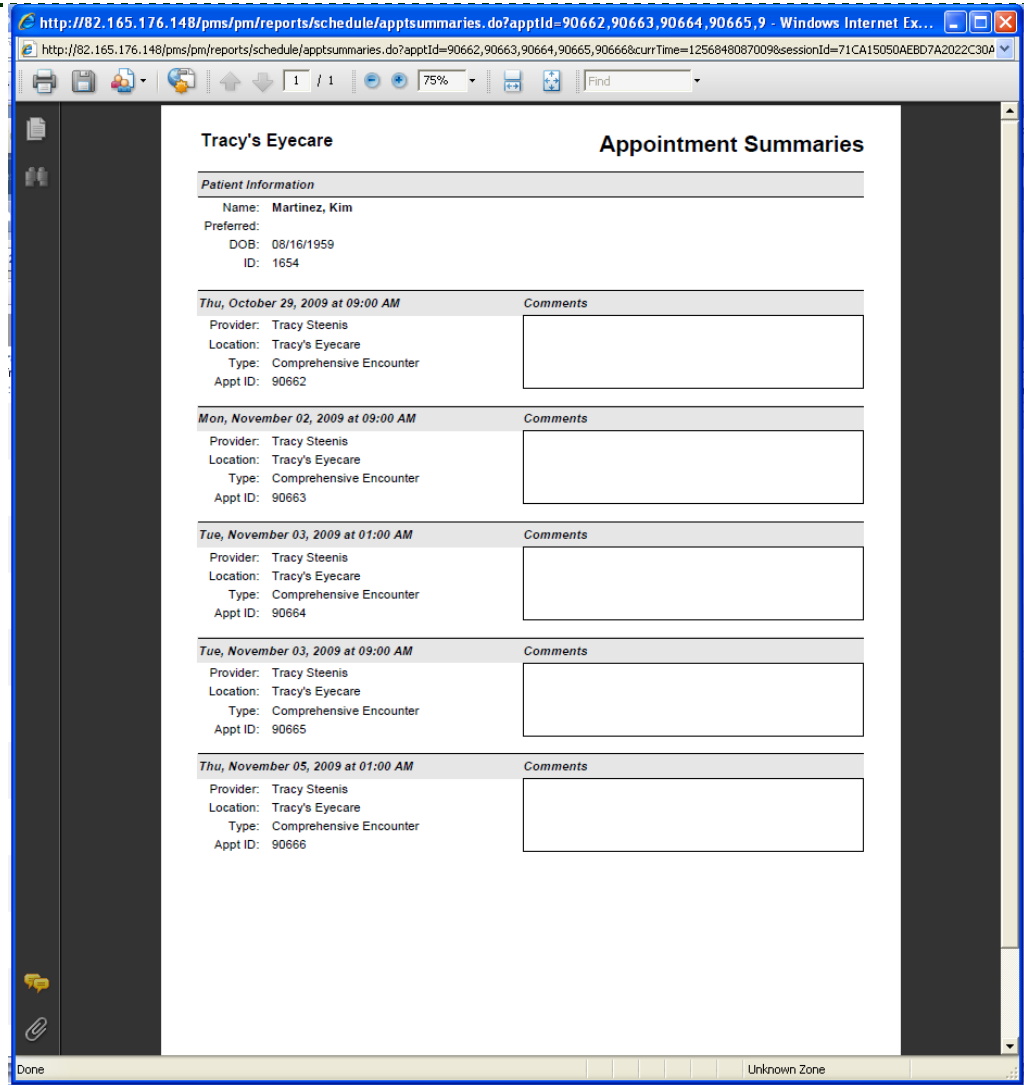 http://82.165.176.148/pms/pm/reports/schedule/apptsummaries.do?apptId=90662,90663,90664,90665,9 - Windows Internet Ex...
http://82.165.176.148/pms/pm/reports/schedule/apptsummaries.do?apptId=90662,90663,90664,90665,90666&currTime=1256848087009&sessionId=71CA15050AEBD7A2022C30A
1 / 1 75% Find
Tracy's Eyecare Appointment Summaries
Patient Information
Name: Martinez, Kim
Preferred:
DOB: 08/16/1959
ID: 1654
Thu, October 29, 2009 at 09:00 AM Comments
Provider: Tracy Steenis
Location: Tracy's Eyecare
Type: Comprehensive Encounter
Appt ID: 90662
Mon, November 02, 2009 at 09:00 AM Comments
Provider: Tracy Steenis
Location: Tracy's Eyecare
Type: Comprehensive Encounter
Appt ID: 90663
Tue, November 03, 2009 at 01:00 AM Comments
Provider: Tracy Steenis
Location: Tracy's Eyecare
Type: Comprehensive Encounter
Appt ID: 90664
Tue, November 03, 2009 at 09:00 AM Comments
Provider: Tracy Steenis
Location: Tracy's Eyecare
Type: Comprehensive Encounter
Appt ID: 90665
Thu, November 05, 2009 at 01:00 AM Comments
Provider: Tracy Steenis
Location: Tracy's Eyecare
Type: Comprehensive Encounter
Appt ID: 90666
Done Unknown Zone